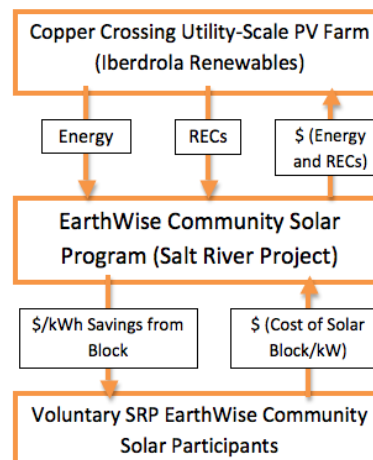 Copper Crossing Utility-Scale PV Farm
(Iberdrola Renewables)
Energy
RECs
$ (Energy
and RECs)
EarthWise Community Solar
Program (Salt River Project)
$/kWh Savings from
Block
$ (Cost of Solar
Block/kW)
Voluntary SRP EarthWise Community
Solar Participants